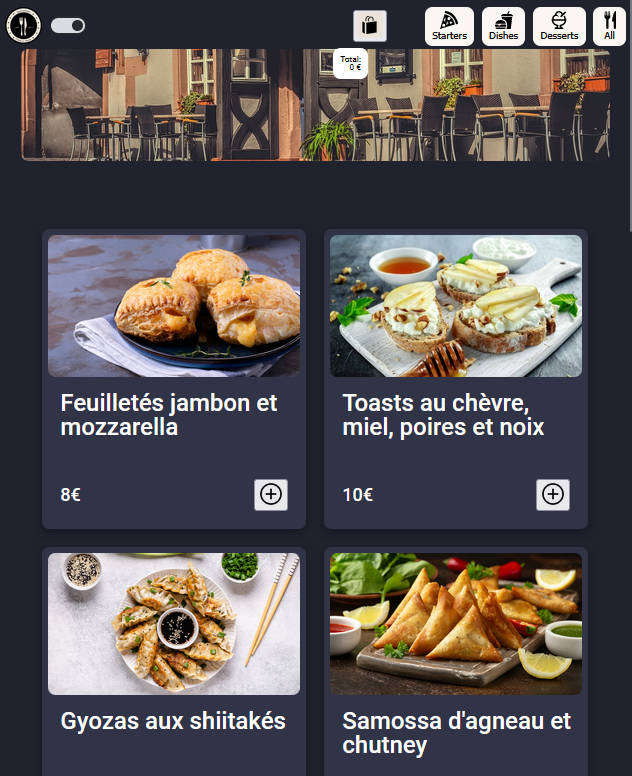 Starters
Dishes
Desserts
All
Total:
0 €
Feuilletés jambon et
mozzarella
8€
Toasts au chèvre,
miel, poires et noix
10€
Gyozas aux shiitakés
Samossa d'agneau et
chutney